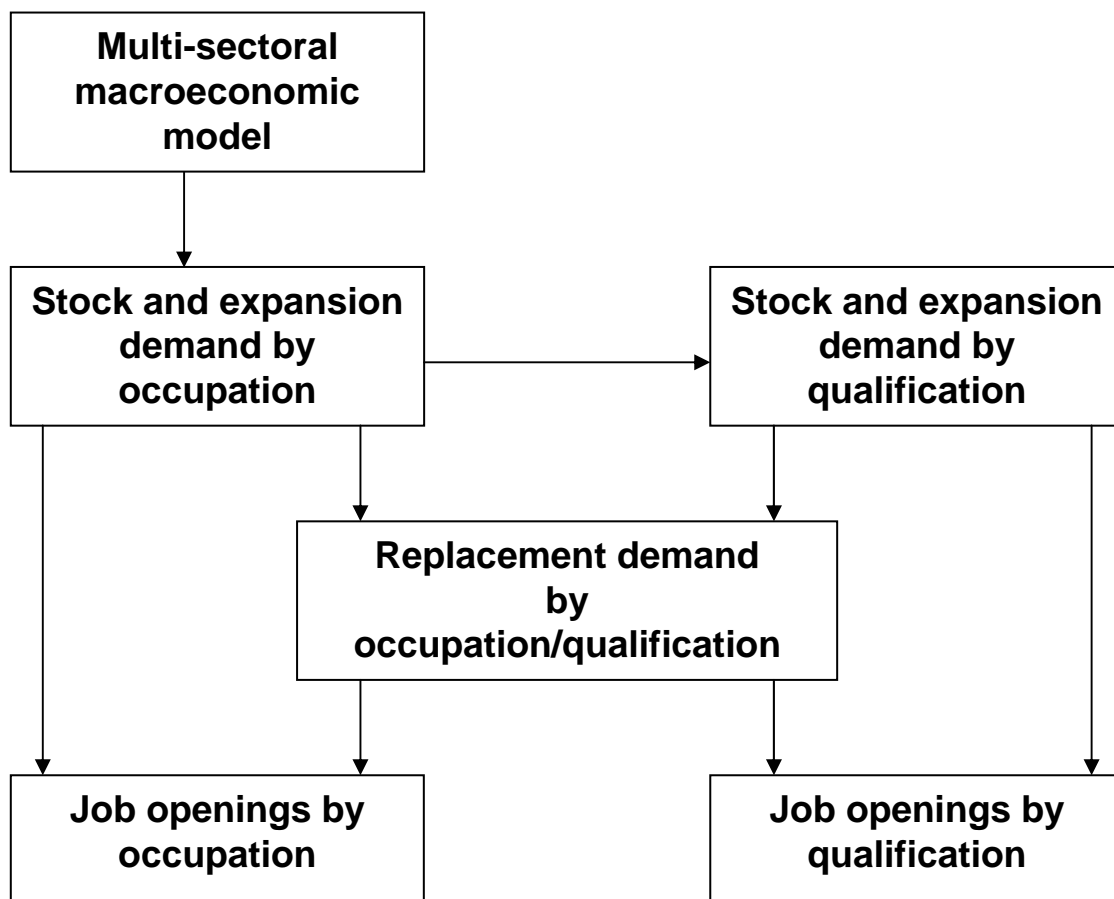 Multi-sectoral
macroeconomic
model
Stock and expansion
demand by
occupation
Stock and expansion
demand by
qualification
Replacement demand
by
occupation/qualification
Job openings by
occupation
Job openings by
qualification